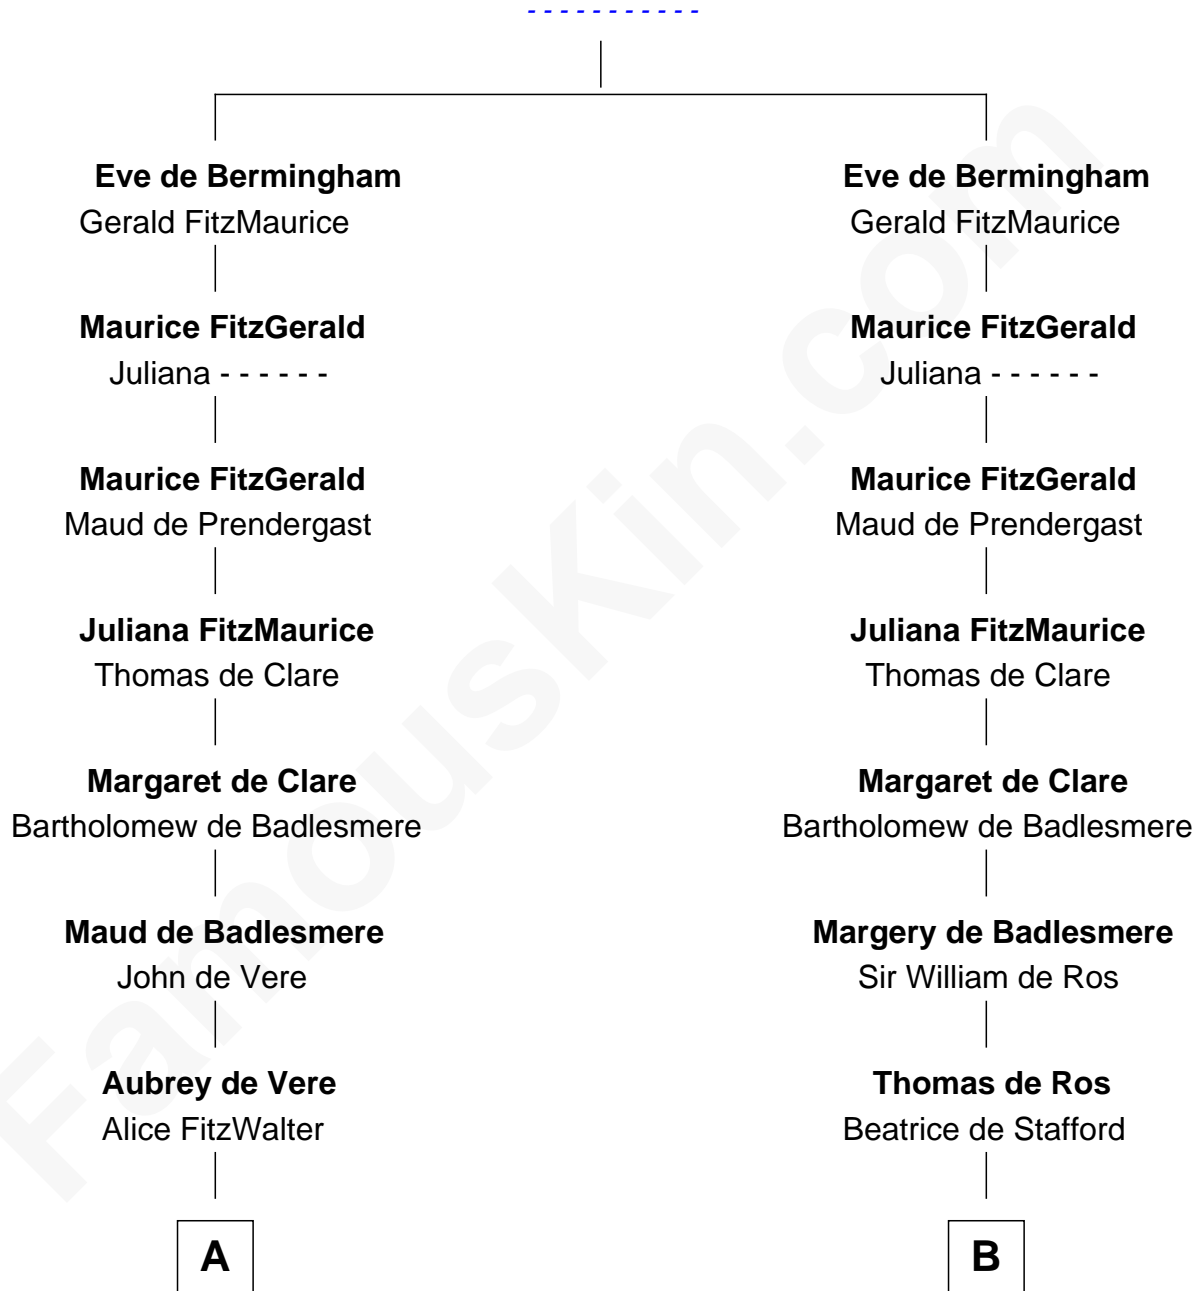 - - - - - - - - - - -
Eve de Bermingham
Gerald FitzMaurice
Maurice FitzGerald
Juliana - - - - - -
Maurice FitzGerald
Maud de Prendergast
Juliana FitzMaurice
Thomas de Clare
Margaret de Clare
Bartholomew de Badlesmere
Maud de Badlesmere
John de Vere
Aubrey de Vere
Alice FitzWalter
A
Eve de Bermingham
Gerald FitzMaurice
Maurice FitzGerald
Juliana - - - - - -
Maurice FitzGerald
Maud de Prendergast
Juliana FitzMaurice
Thomas de Clare
Margaret de Clare
Bartholomew de Badlesmere
Margery de Badlesmere
Sir William de Ros
Thomas de Ros
Beatrice de Stafford
B
FamousKin.com